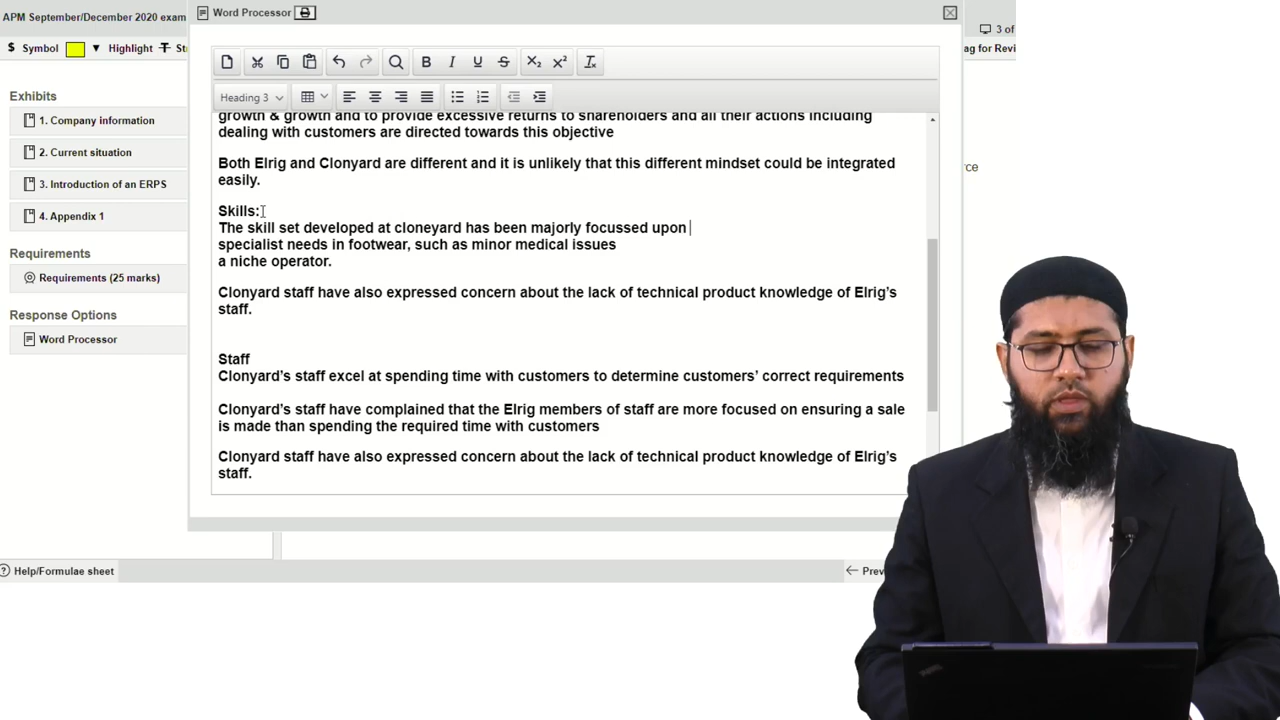 APM September/December 2020 exam
Word Processor
3 of
$ Symbol
Highlight
ag for Revi
Heading 3
Exhibits
1. Company information
2. Current situation
3. Introduction of an ERPS
4. Appendix 1
Requirements
Requirements (25 marks)
Response Options
Word Processor
growth & growth and to provide excessive returns to shareholders and all their actions including
dealing with customers are directed towards this objective
Both Elrig and Clonyard are different and it is unlikely that this different mindset could be integrated
easily.
Skills:
The skill set developed at cloneyard has been majorly focussed upon
specialist needs in footwear, such as minor medical issues
a niche operator.
Clonyard staff have also expressed concern about the lack of technical product knowledge of Elrig’s
staff.
Staff
Clonyard’s staff excel at spending time with customers to determine customers’ correct requirements
Clonyard’s staff have complained that the Elrig members of staff are more focused on ensuring a sale
is made than spending the required time with customers
Clonyard staff have also expressed concern about the lack of technical product knowledge of Elrig’s
staff.
Help/Formulae sheet